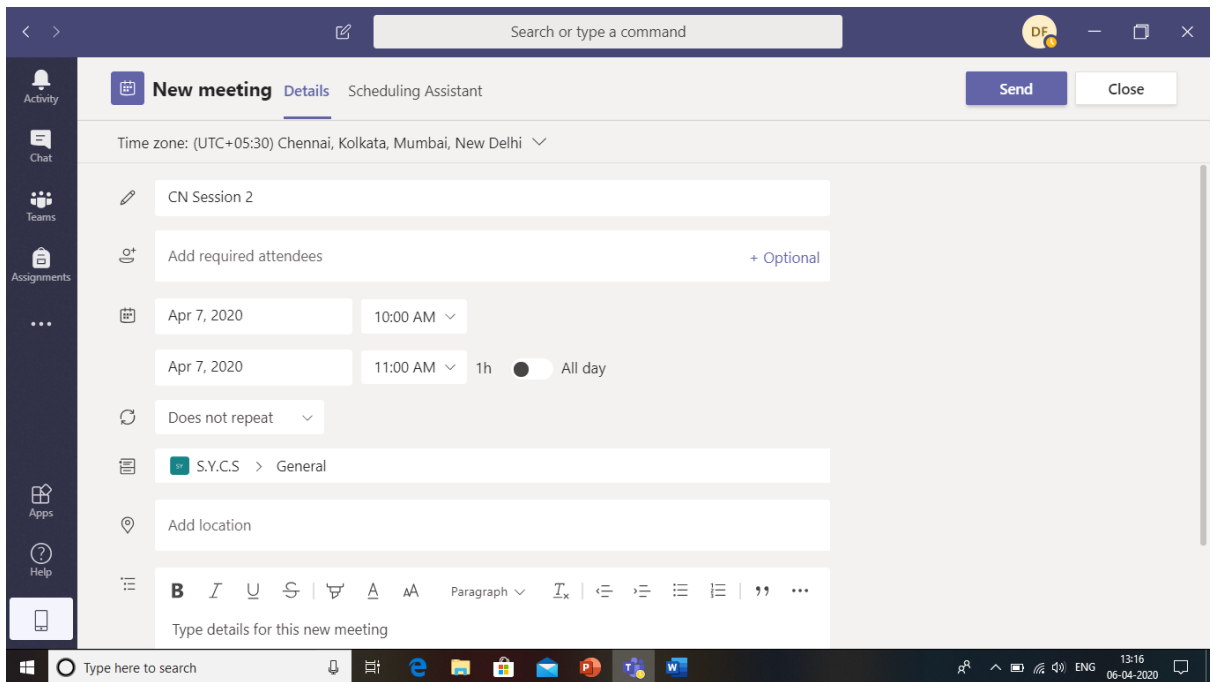 Search or type a command
DF
Activity
Chat
Teams
Assignments
Apps
Help
New meeting Details Scheduling Assistant Send Close
Time zone: (UTC+05:30) Chennai, Kolkata, Mumbai, New Delhi
CN Session 2
Add required attendees + Optional
Apr 7, 2020 10:00 AM
Apr 7, 2020 11:00 AM 1h All day
Does not repeat
SY S.Y.C.S > General
Add location
B I U S A AA Paragraph Ix
Type details for this new meeting
Type here to search ENG 13:16
06-04-2020